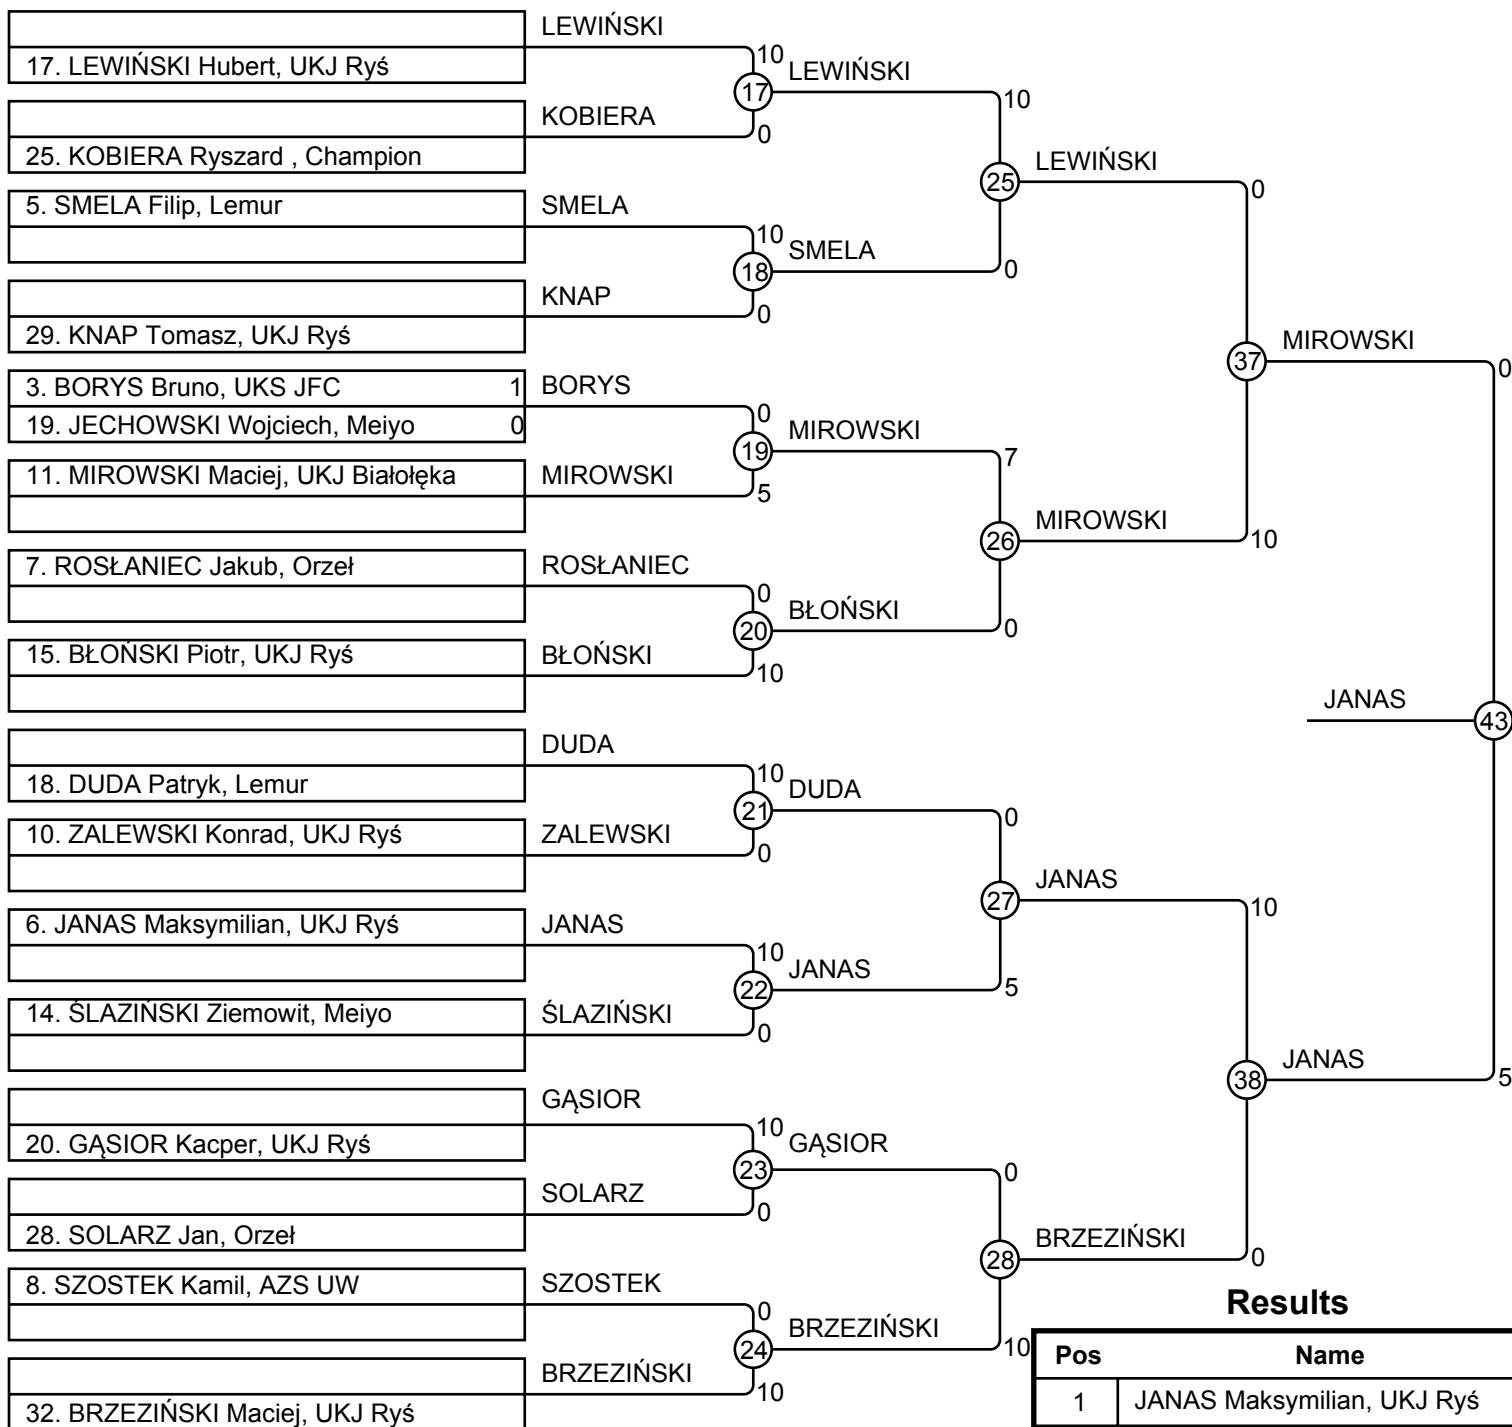 LEWIŃSKI
17. LEWIŃSKI Hubert, UKJ Ryś
10
17
LEWIŃSKI
KOBIERA
0
25. KOBIERA Ryszard , Champion
10
25
LEWIŃSKI
5. SMELA Filip, Lemur
SMELA
10
18
SMELA
0
KNAP
0
29. KNAP Tomasz, UKJ Ryś
0
37
MIROWSKI
0
3. BORYS Bruno, UKS JFC 1
BORYS
19. JECHOWSKI Wojciech, Meiyo 0
0
19
MIROWSKI
11. MIROWSKI Maciej, UKJ Białołęka
MIROWSKI
5
7
26
MIROWSKI
10
7. ROSŁANIEC Jakub, Orzeł
ROSŁANIEC
0
20
BŁOŃSKI
0
15. BŁOŃSKI Piotr, UKJ Ryś
BŁOŃSKI
10
JANAS
43
DUDA
18. DUDA Patryk, Lemur
10
21
DUDA
0
10. ZALEWSKI Konrad, UKJ Ryś
ZALEWSKI
0
27
JANAS
10
6. JANAS Maksymilian, UKJ Ryś
JANAS
10
22
JANAS
5
14. ŚLAZIŃSKI Ziemowit, Meiyo
ŚLAZIŃSKI
0
38
JANAS
5
GĄSIOR
20. GĄSIOR Kacper, UKJ Ryś
10
23
GĄSIOR
0
SOLARZ
0
28. SOLARZ Jan, Orzeł
28
BRZEZIŃSKI
0
8. SZOSTEK Kamil, AZS UW
SZOSTEK
0
24
BRZEZIŃSKI
10
BRZEZIŃSKI
10
32. BRZEZIŃSKI Maciej, UKJ Ryś
Results
Pos Name
1 JANAS Maksymilian, UKJ Ryś